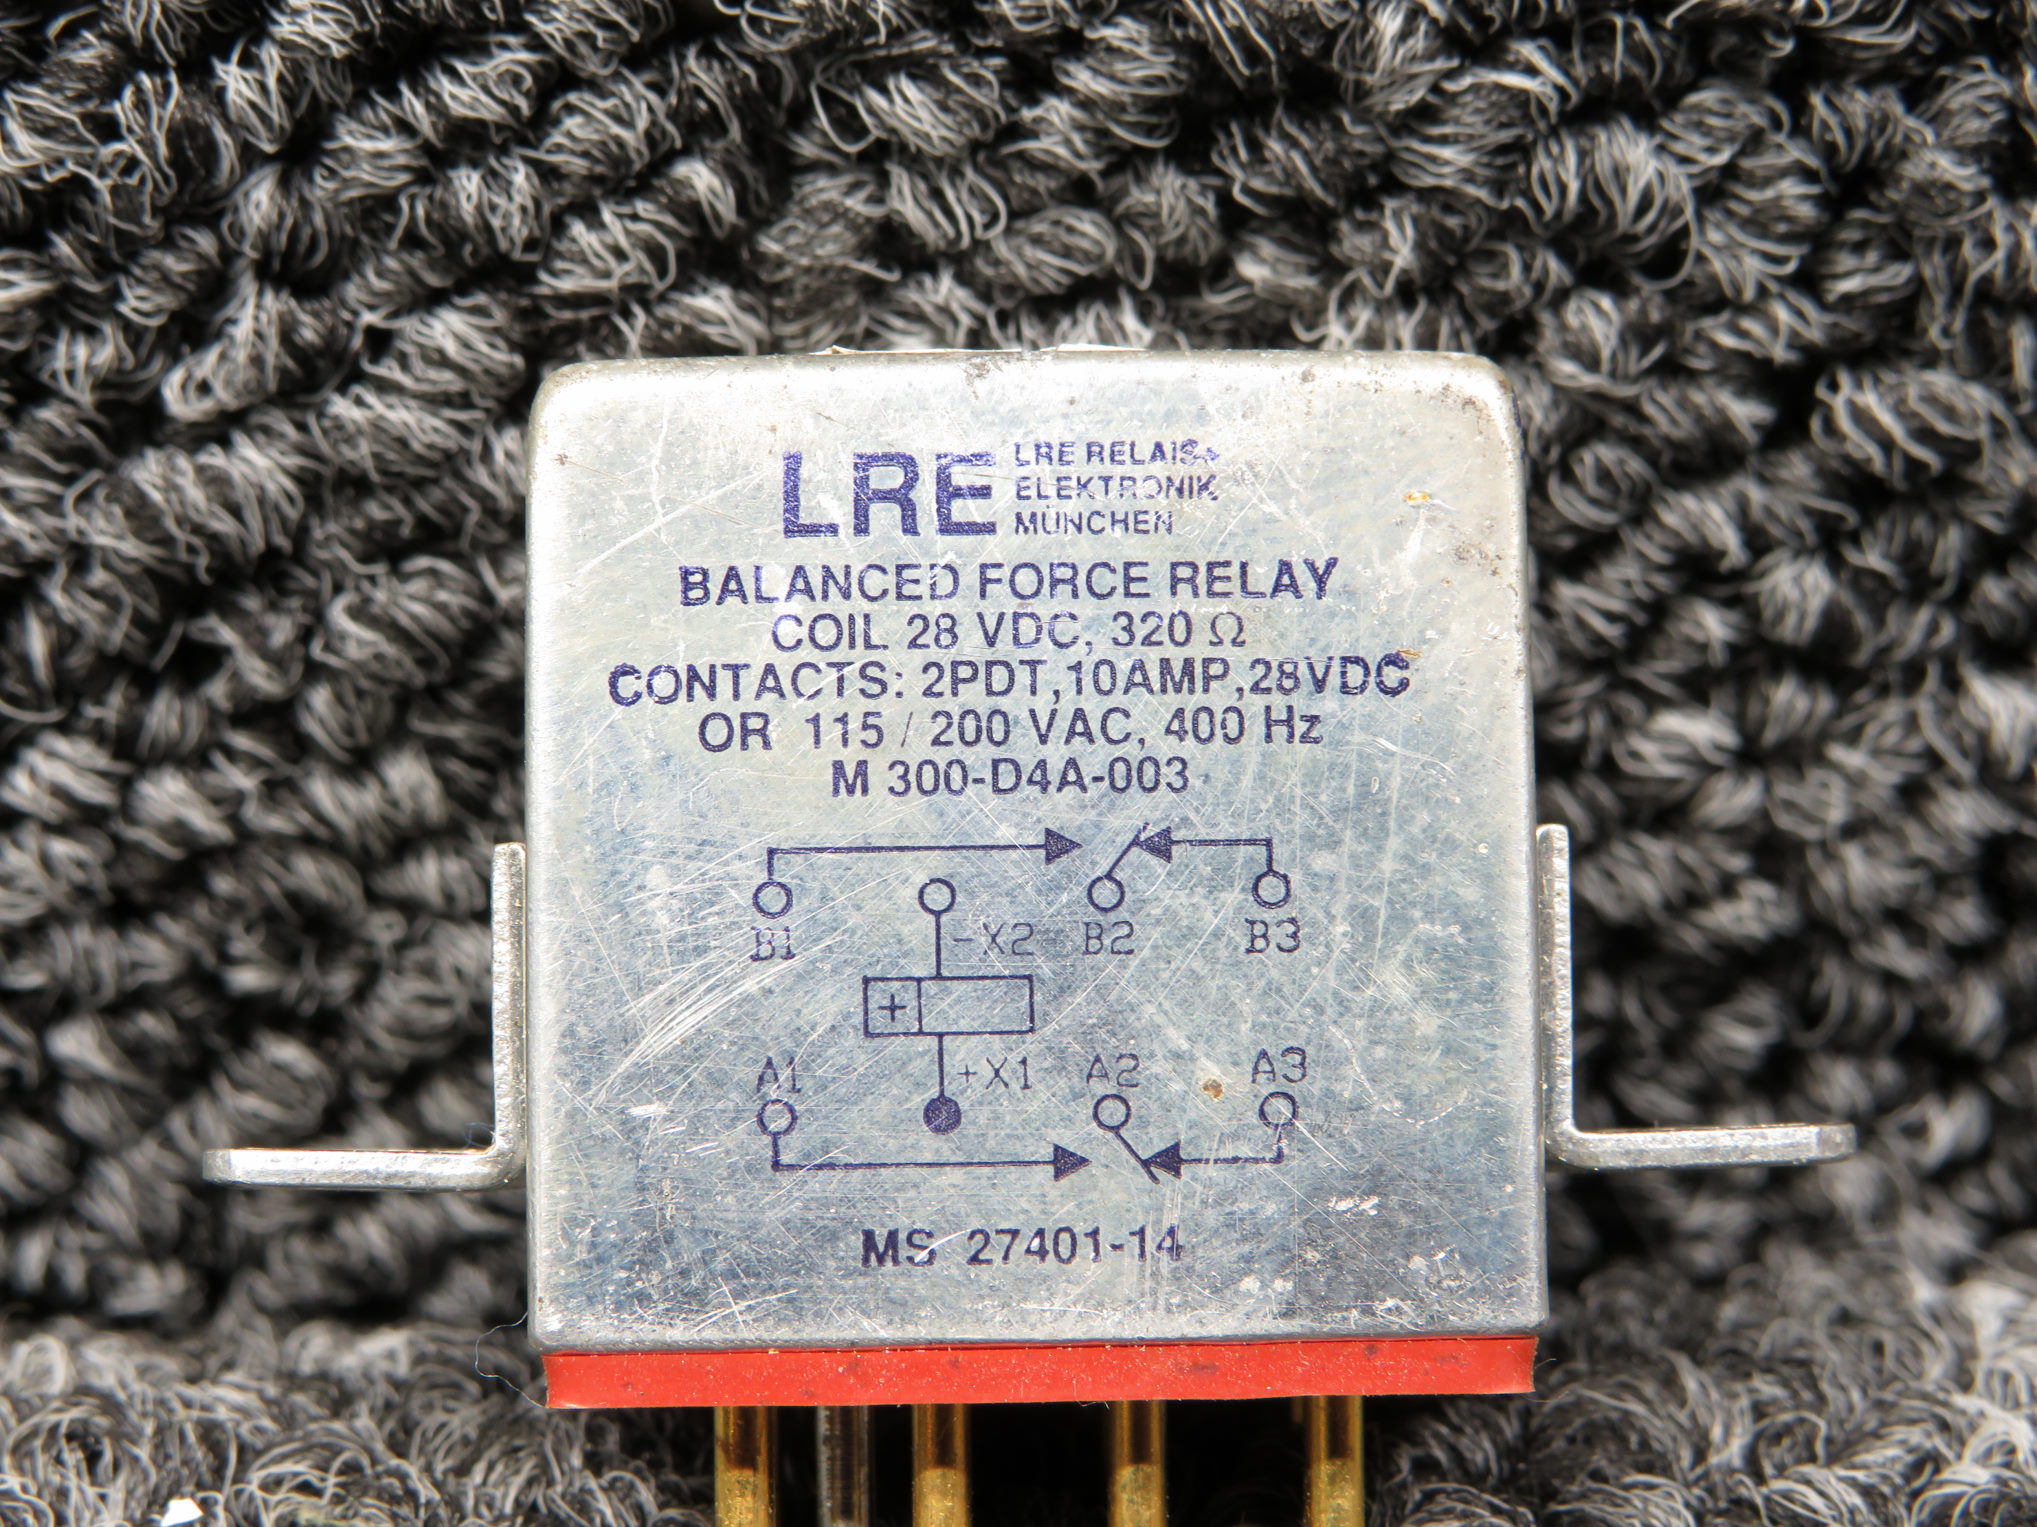 LRE
LRE RELAIS+
ELEKTRONIK
MÜNCHEN
BALANCED FORCE RELAY
COIL 28 VDC, 320 Ω
CONTACTS: 2PDT,10AMP,28VDC
OR 115 / 200 VAC, 400 Hz
M 300-D4A-003
B1 -X2 B2 B3
+
A1 +X1 A2 A3
MS 27401-14